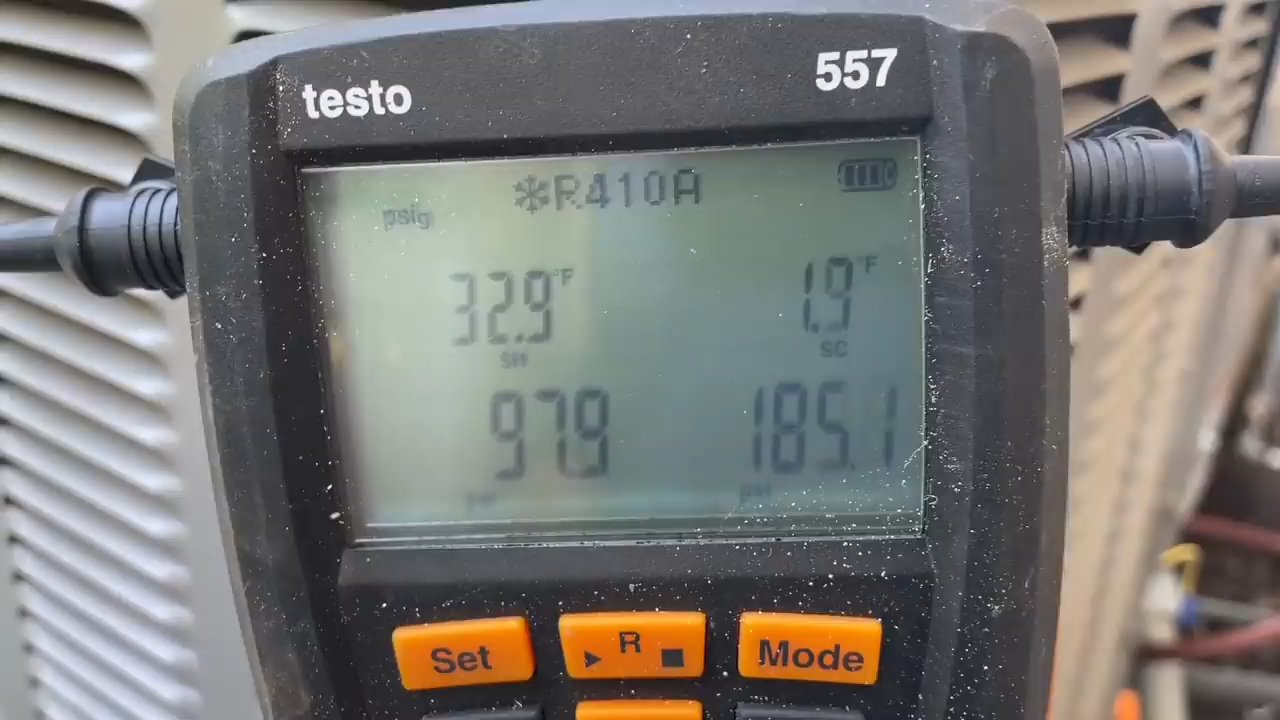 testo 557
❄R410A
psig
32.9°F 1.9°F
SH SC
97.9 185.1
Set R Mode